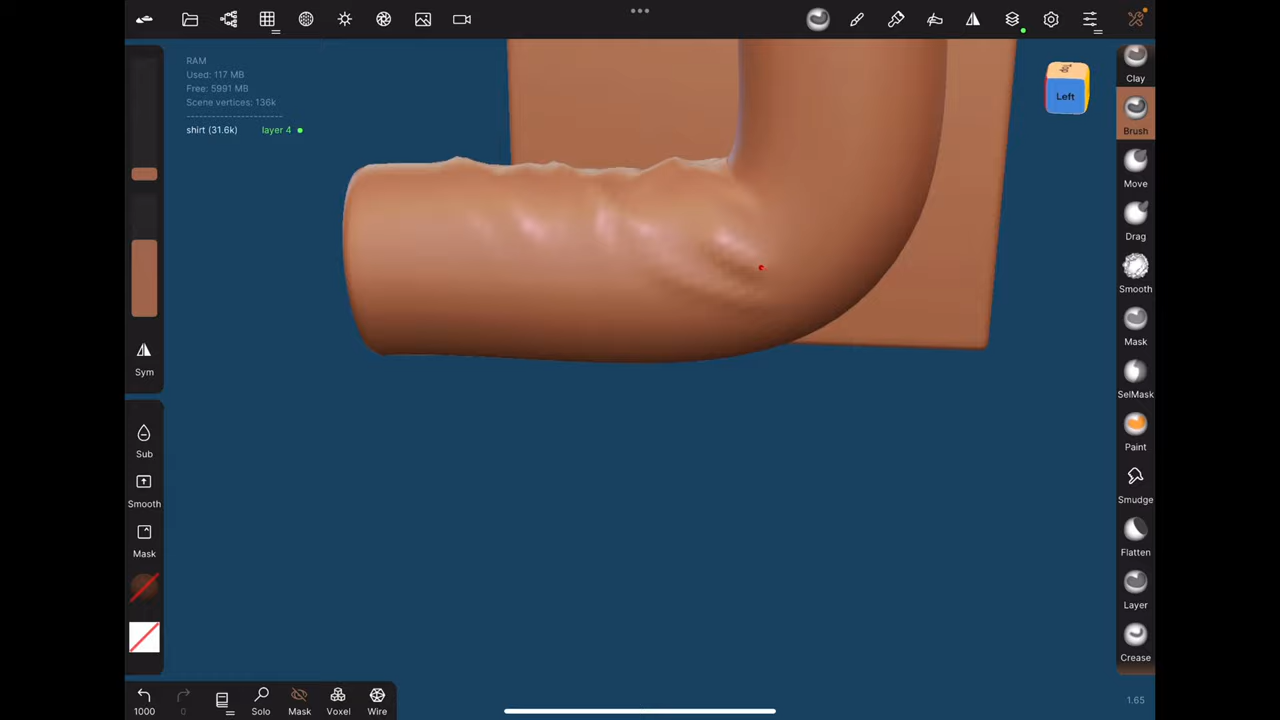 RAM
Used: 117 MB
Free: 5991 MB
Scene vertices: 136k
-----------------------
shirt (31.6k) layer 4
Left
Sym
Sub
Smooth
Mask
Clay
Brush
Move
Drag
Smooth
Mask
SelMask
Paint
Smudge
Flatten
Layer
Crease
1000 0 Solo Mask Voxel Wire
1.65